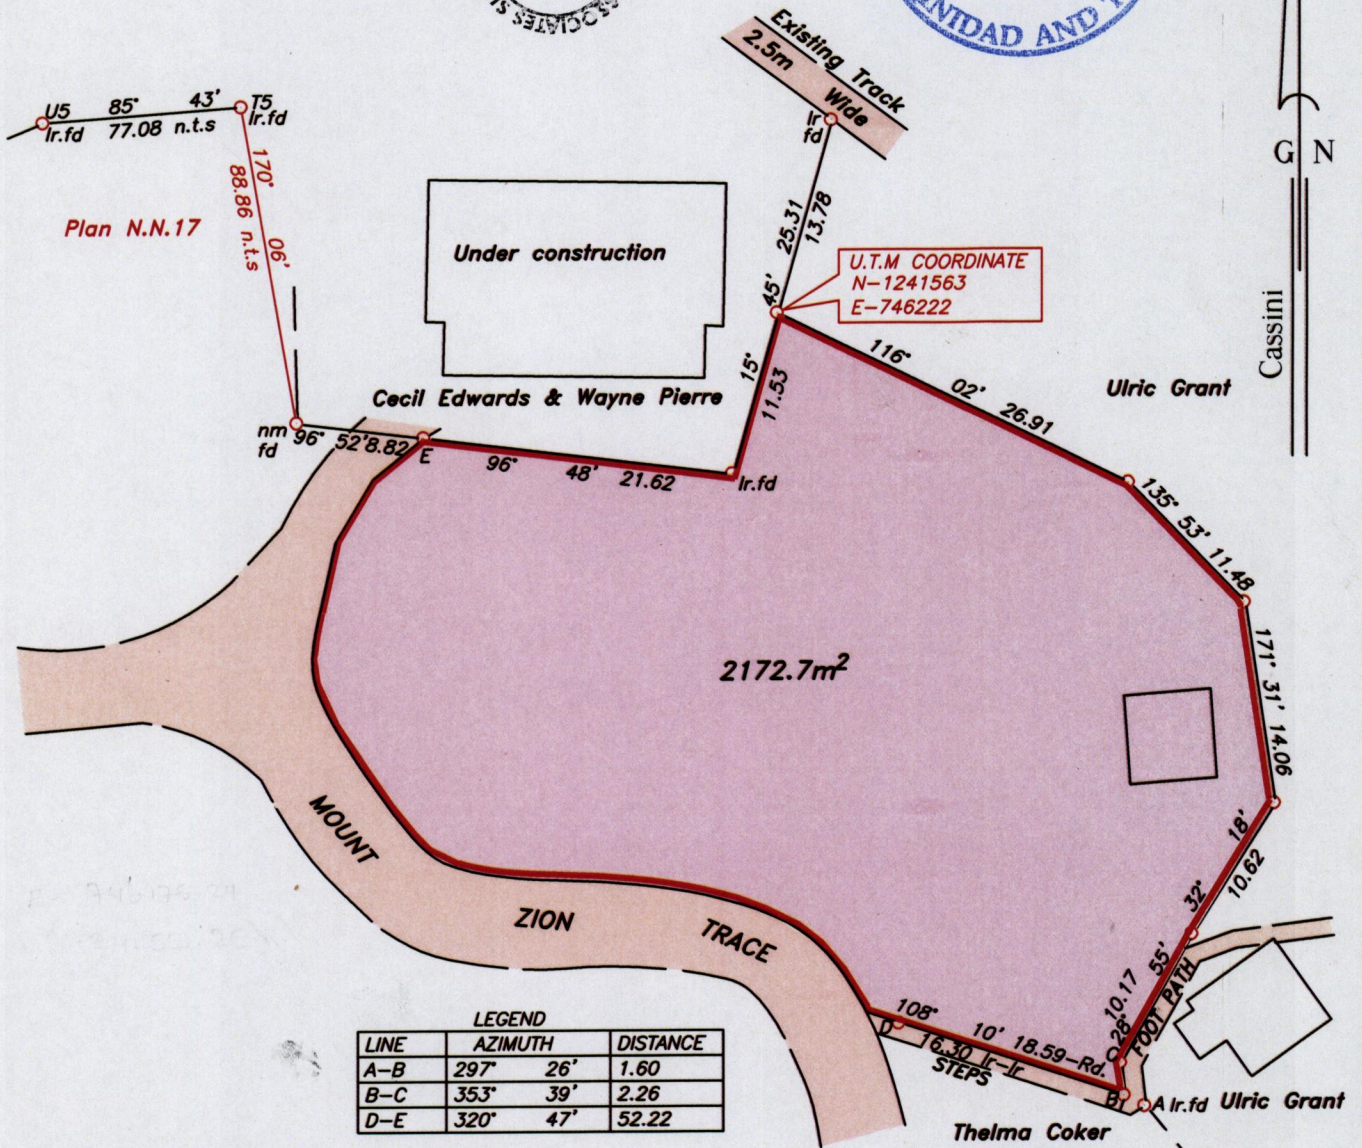 ASSOCIATES
TRINIDAD AND
Existing Track
2.5m Wide
Ir
fd
U5 85° 43' T5
Ir.fd 77.08 n.t.s Ir.fd
170° 06'
88.86 n.t.s
Plan N.N.17
Under construction
25.31
13.78
G N
Cassini
U.T.M COORDINATE
N-1241563
E-746222
15° 45'
11.53
116° 02' 26.91
Ulric Grant
Cecil Edwards & Wayne Pierre
nm
fd
96° 52' 8.82
E
96° 48' 21.62
Ir.fd
135° 53' 11.48
171° 31' 14.06
2172.7m²
32° 18'
10.62
MOUNT
ZION
TRACE
28° 55'
10.17
FOOT PATH
C
D
108° 10' 18.59-Rd.
16.30 Ir-Ir
STEPS
B
A Ir.fd
Ulric Grant
Thelma Coker
LEGEND
LINE AZIMUTH DISTANCE
A-B 297° 26' 1.60
B-C 353° 39' 2.26
D-E 320° 47' 52.22